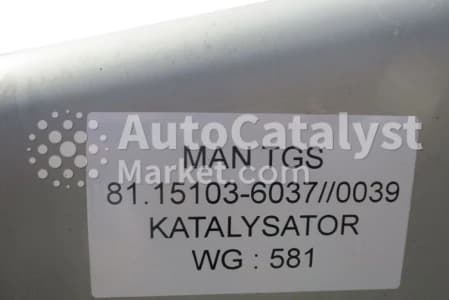 AutoCatalyst
Market.com
MAN TGS
81.15103-6037//0039
KATALYSATOR
WG : 581